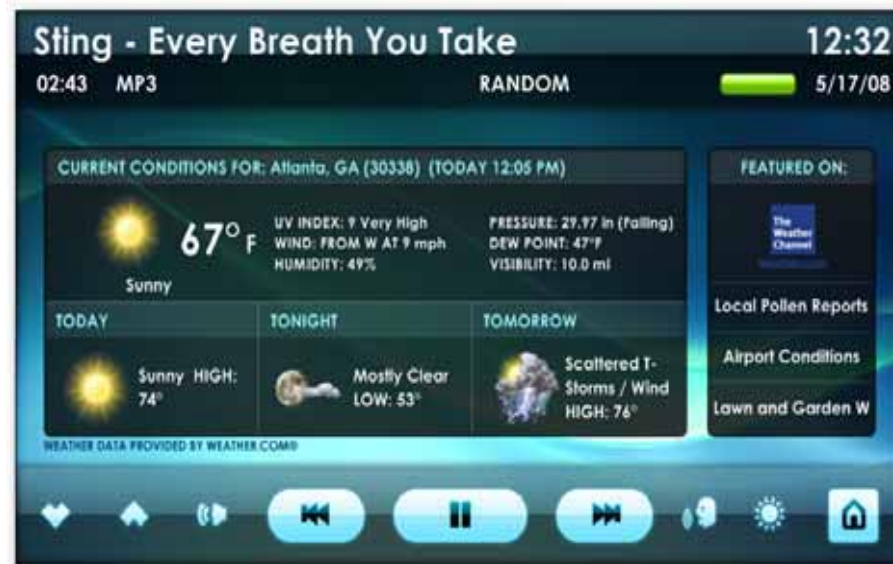 Sting - Every Breath You Take 12:32
02:43 MP3 RANDOM 5/17/08
CURRENT CONDITIONS FOR: Atlanta, GA (30338) (TODAY 12:05 PM)
67° F
Sunny
UV INDEX: 9 Very High
WIND: FROM W AT 9 mph
HUMIDITY: 49%
PRESSURE: 29.97 in (Falling)
DEW POINT: 47°F
VISIBILITY: 10.0 mi
FEATURED ON:
The
Weather
Channel
Local Pollen Reports
Airport Conditions
Lawn and Garden W
TODAY
Sunny HIGH:
74°
TONIGHT
Mostly Clear
LOW: 53°
TOMORROW
Scattered T-
Storms / Wind
HIGH: 76°
WEATHER DATA PROVIDED BY WEATHER.COM®